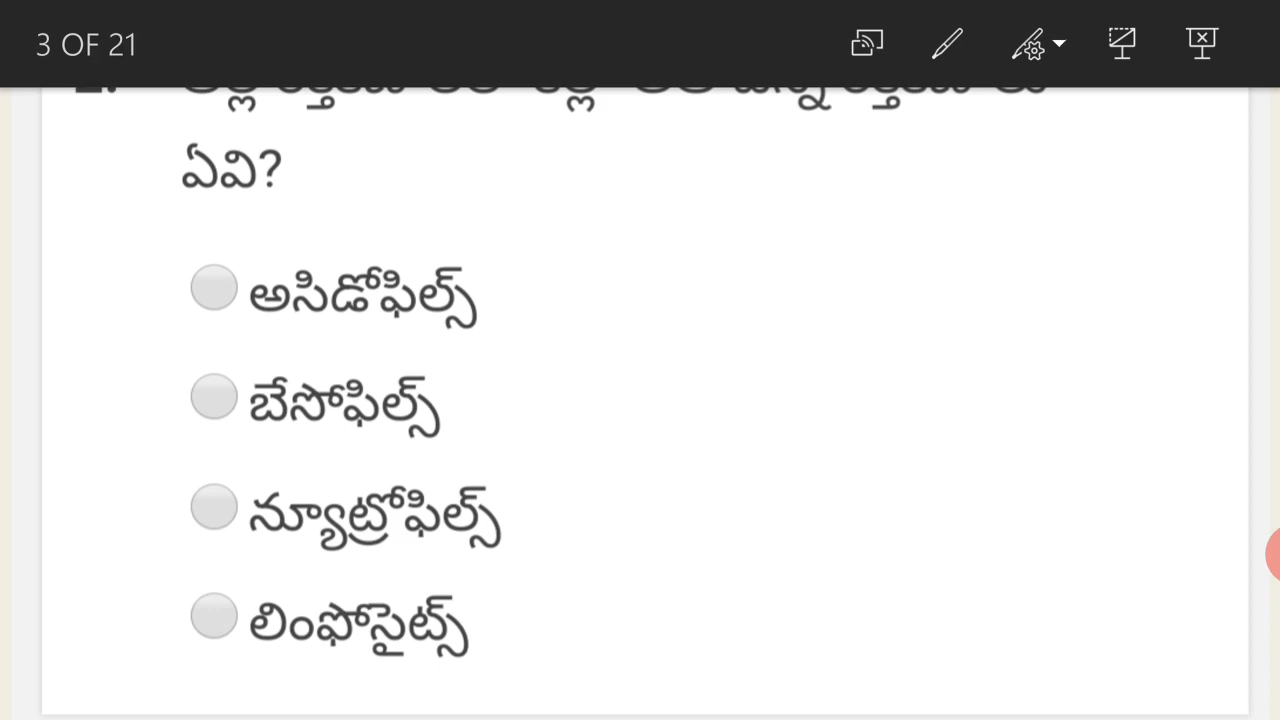 3 OF 21
ఏవి?
అసిడోఫిల్స్
బేసోఫిల్స్
న్యూట్రోఫిల్స్
లింఫోసైట్స్